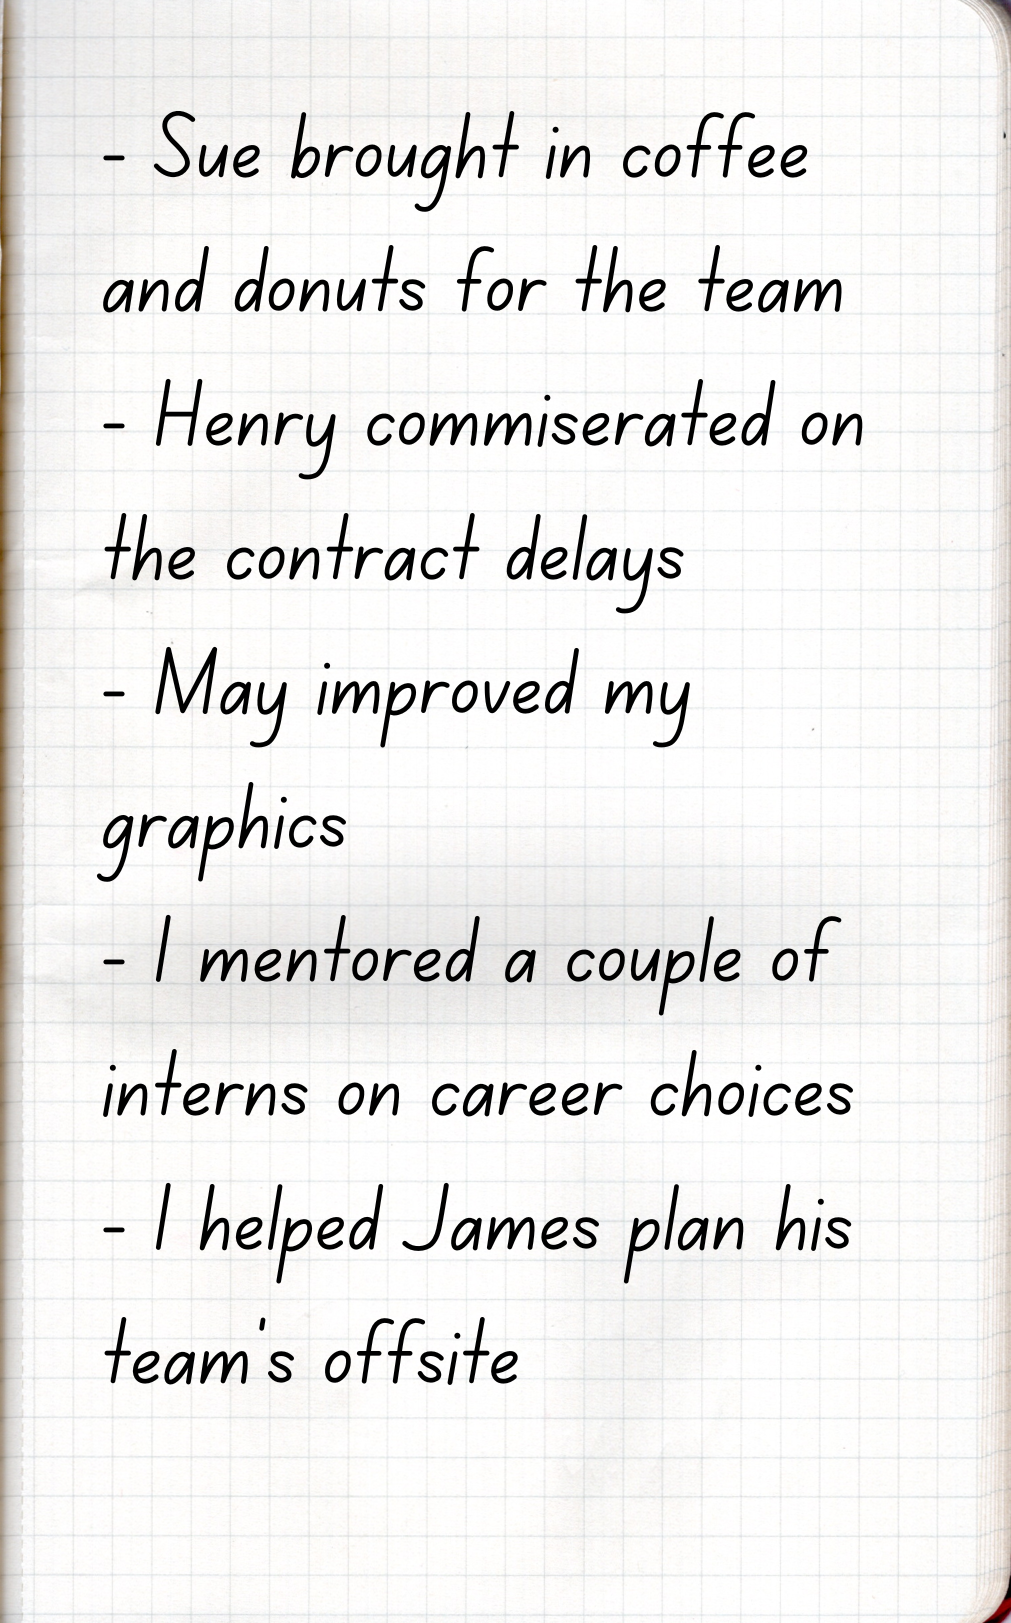 - Sue brought in coffee
and donuts for the team
- Henry commiserated on
the contract delays
- May improved my
graphics
- I mentored a couple of
interns on career choices
- I helped James plan his
team's offsite